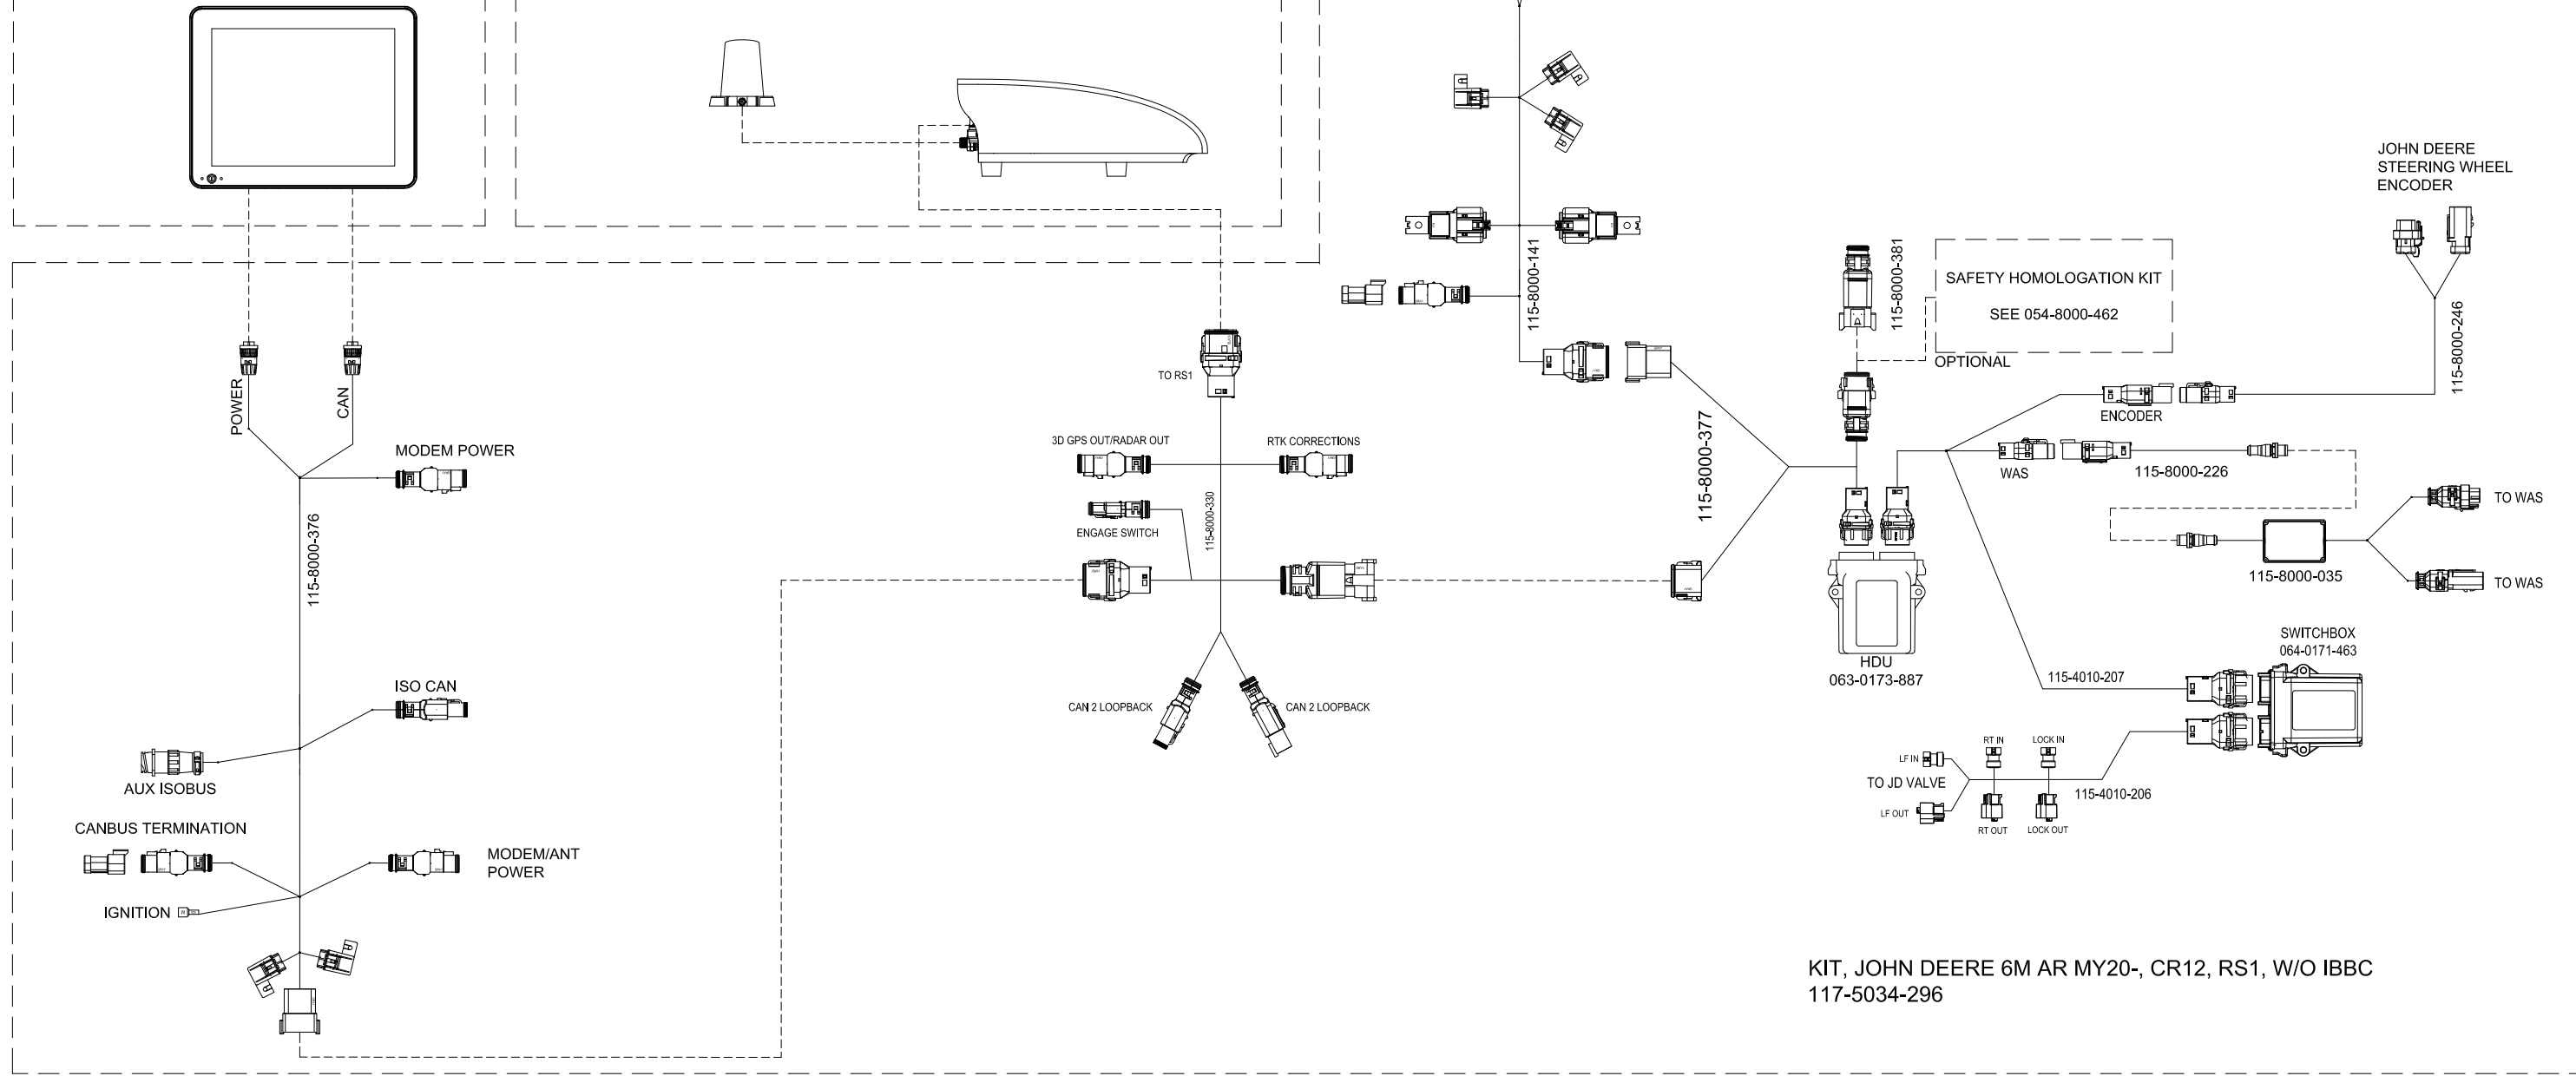 JOHN DEERE
STEERING WHEEL
ENCODER
115-8000-141
115-8000-381
SAFETY HOMOLOGATION KIT
SEE 054-8000-462
OPTIONAL
115-8000-246
TO RS1
POWER
CAN
ENCODER
115-8000-377
3D GPS OUT/RADAR OUT
RTK CORRECTIONS
MODEM POWER
WAS
115-8000-226
TO WAS
115-8000-376
115-8000-330
ENGAGE SWITCH
115-8000-035
TO WAS
SWITCHBOX
064-0171-463
HDU
063-0173-887
115-4010-207
ISO CAN
CAN 2 LOOPBACK
CAN 2 LOOPBACK
RT IN
LOCK IN
LF IN
TO JD VALVE
AUX ISOBUS
115-4010-206
LF OUT
RT OUT
LOCK OUT
CANBUS TERMINATION
MODEM/ANT
POWER
IGNITION
KIT, JOHN DEERE 6M AR MY20-, CR12, RS1, W/O IBBC
117-5034-296